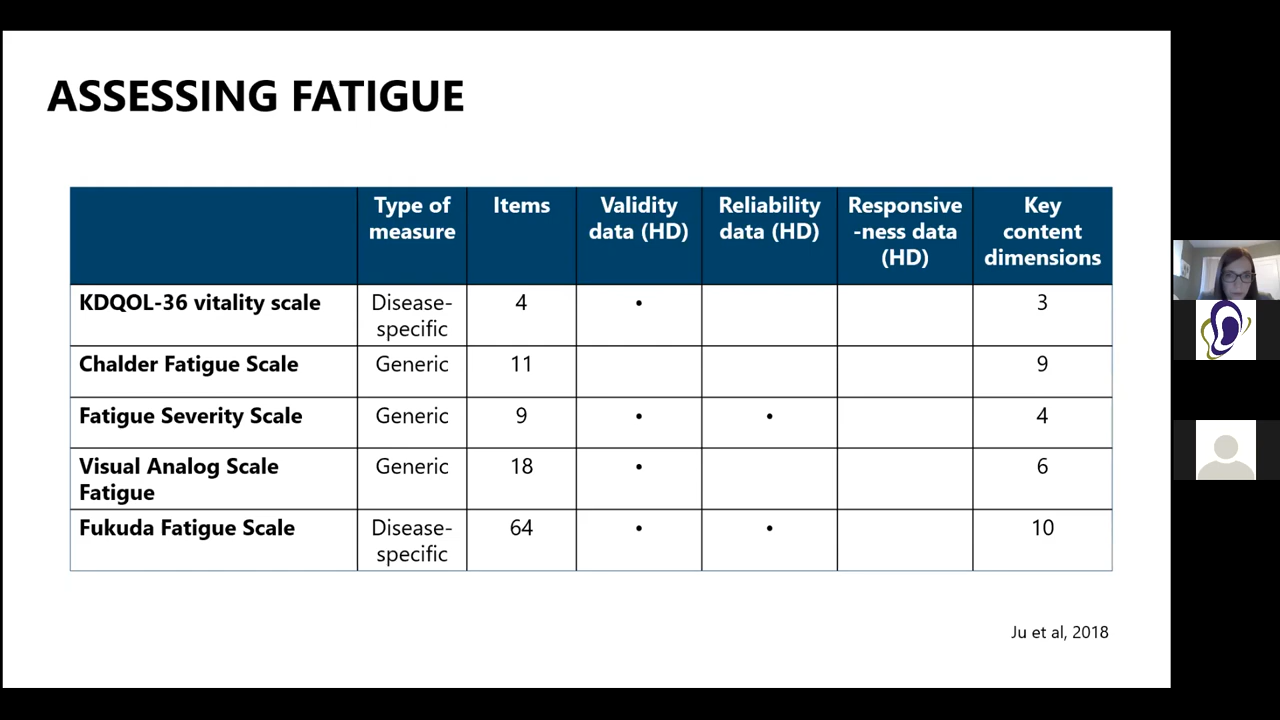 ASSESSING FATIGUE
Type of measure Items Validity data (HD) Reliability data (HD) Responsive-ness data (HD) Key content dimensions
KDQOL-36 vitality scale Disease-specific 4 • 3
Chalder Fatigue Scale Generic 11 9
Fatigue Severity Scale Generic 9 • • 4
Visual Analog Scale Fatigue Generic 18 • 6
Fukuda Fatigue Scale Disease-specific 64 • • 10
Ju et al, 2018